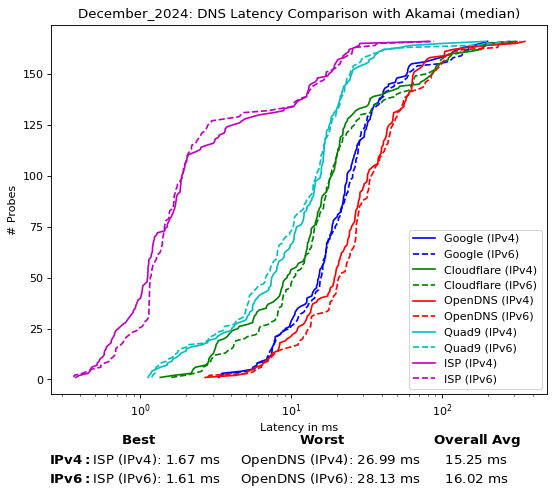 December_2024: DNS Latency Comparison with Akamai (median)
150
125
100
75
50
25
0
# Probes
10⁰ 10¹ 10²
Latency in ms
Google (IPv4)
Google (IPv6)
Cloudflare (IPv4)
Cloudflare (IPv6)
OpenDNS (IPv4)
OpenDNS (IPv6)
Quad9 (IPv4)
Quad9 (IPv6)
ISP (IPv4)
ISP (IPv6)
Best Worst Overall Avg
IPv4: ISP (IPv4): 1.67 ms OpenDNS (IPv4): 26.99 ms 15.25 ms
IPv6: ISP (IPv6): 1.61 ms OpenDNS (IPv6): 28.13 ms 16.02 ms